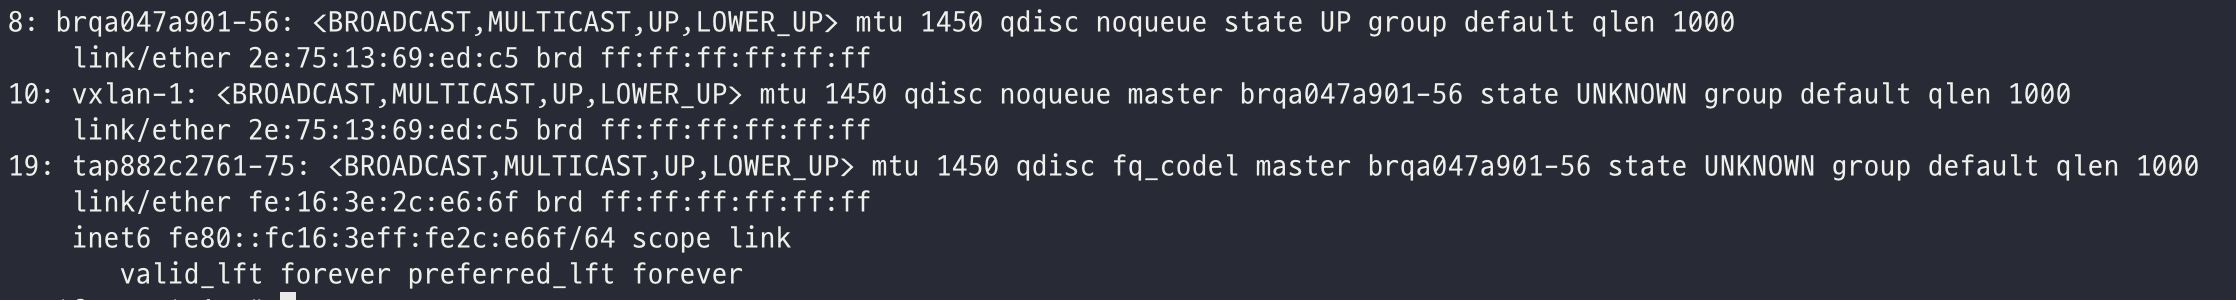 8: brqa047a901-56: <BROADCAST,MULTICAST,UP,LOWER_UP> mtu 1450 qdisc noqueue state UP group default qlen 1000
link/ether 2e:75:13:69:ed:c5 brd ff:ff:ff:ff:ff:ff
10: vxlan-1: <BROADCAST,MULTICAST,UP,LOWER_UP> mtu 1450 qdisc noqueue master brqa047a901-56 state UNKNOWN group default qlen 1000
link/ether 2e:75:13:69:ed:c5 brd ff:ff:ff:ff:ff:ff
19: tap882c2761-75: <BROADCAST,MULTICAST,UP,LOWER_UP> mtu 1450 qdisc fq_codel master brqa047a901-56 state UNKNOWN group default qlen 1000
link/ether fe:16:3e:2c:e6:6f brd ff:ff:ff:ff:ff:ff
inet6 fe80::fc16:3eff:fe2c:e66f/64 scope link
valid_lft forever preferred_lft forever